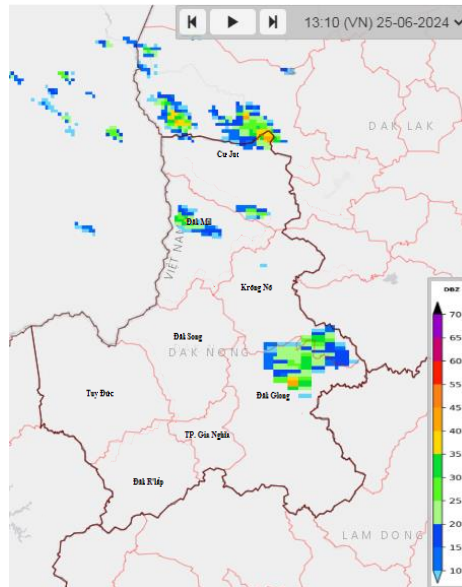 13:10 (VN) 25-06-2024
DAK LAK
Cư Jut
Đăk Mil
VIỆT NAM
Krông Nô
Đăk Song
DAK NONG
Tuy Đức
Đăk Glong
TP. Gia Nghĩa
Đăk R'lấp
LAM DONG
DBZ
70
65
60
55
50
45
40
35
30
25
20
15
10